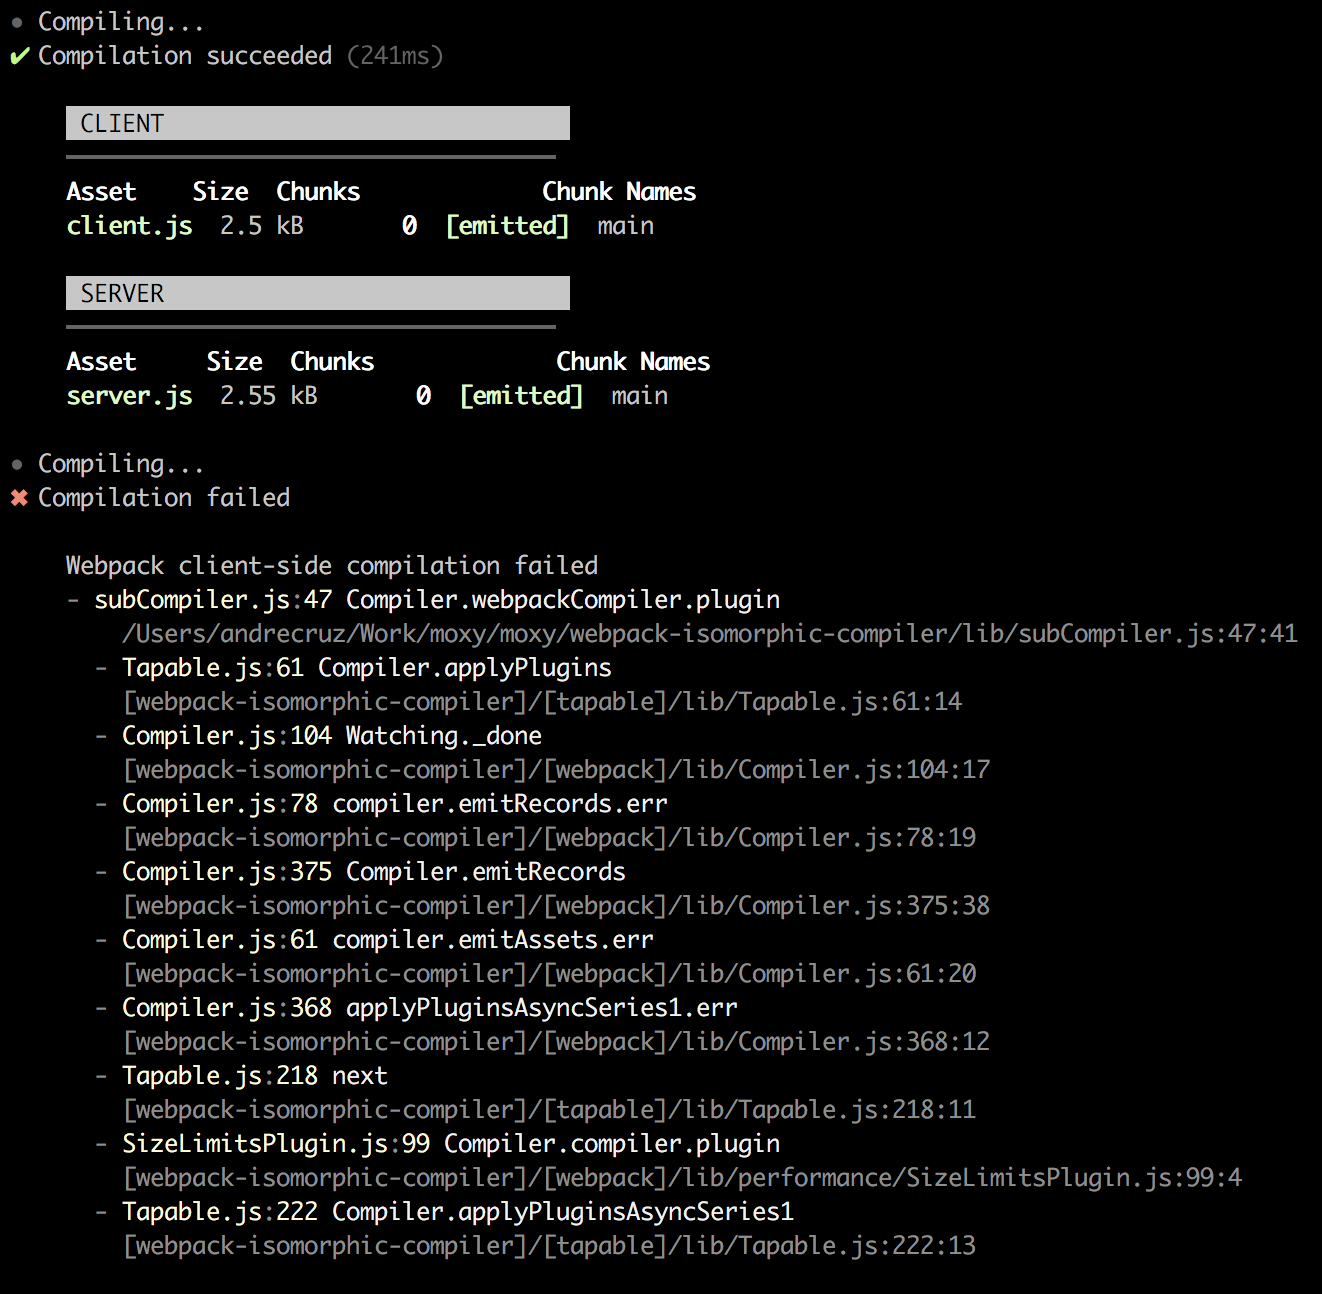 ● Compiling...
✔ Compilation succeeded (241ms)
CLIENT
Asset Size Chunks Chunk Names
client.js 2.5 kB 0 [emitted] main
SERVER
Asset Size Chunks Chunk Names
server.js 2.55 kB 0 [emitted] main
● Compiling...
✖ Compilation failed
Webpack client-side compilation failed
- subCompiler.js:47 Compiler.webpackCompiler.plugin
/Users/andrecruz/Work/moxy/moxy/webpack-isomorphic-compiler/lib/subCompiler.js:47:41
- Tapable.js:61 Compiler.applyPlugins
[webpack-isomorphic-compiler]/[tapable]/lib/Tapable.js:61:14
- Compiler.js:104 Watching._done
[webpack-isomorphic-compiler]/[webpack]/lib/Compiler.js:104:17
- Compiler.js:78 compiler.emitRecords.err
[webpack-isomorphic-compiler]/[webpack]/lib/Compiler.js:78:19
- Compiler.js:375 Compiler.emitRecords
[webpack-isomorphic-compiler]/[webpack]/lib/Compiler.js:375:38
- Compiler.js:61 compiler.emitAssets.err
[webpack-isomorphic-compiler]/[webpack]/lib/Compiler.js:61:20
- Compiler.js:368 applyPluginsAsyncSeries1.err
[webpack-isomorphic-compiler]/[webpack]/lib/Compiler.js:368:12
- Tapable.js:218 next
[webpack-isomorphic-compiler]/[tapable]/lib/Tapable.js:218:11
- SizeLimitsPlugin.js:99 Compiler.compiler.plugin
[webpack-isomorphic-compiler]/[webpack]/lib/performance/SizeLimitsPlugin.js:99:4
- Tapable.js:222 Compiler.applyPluginsAsyncSeries1
[webpack-isomorphic-compiler]/[tapable]/lib/Tapable.js:222:13